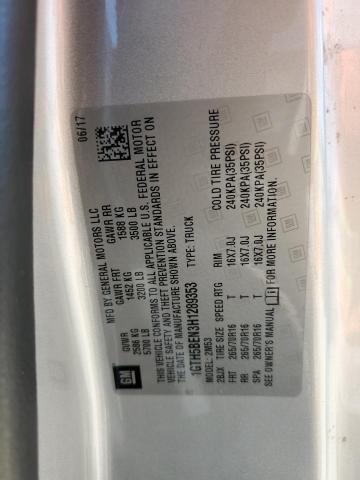 GM
MFD BY GENERAL MOTORS LLC
06/17
GVWR GAWR FRT GAWR RR
2586 KG 1452 KG 1588 KG
5700 LB 3200 LB 3500 LB
THIS VEHICLE CONFORMS TO ALL APPLICABLE U.S. FEDERAL MOTOR
VEHICLE SAFETY AND THEFT PREVENTION STANDARDS IN EFFECT ON
THE DATE OF MANUFACTURE SHOWN ABOVE.
1GTH5BEN3H1289353 TYPE: TRUCK
MODEL: 2M53
2BJX TIRE SIZE SPEED RTG RIM COLD TIRE PRESSURE
FRT 265/70R16 T 16X7.0J 240KPA(35PSI)
RR 265/70R16 T 16X7.0J 240KPA(35PSI)
SPA 265/70R16 T 16X7.0J 240KPA(35PSI)
SEE OWNER'S MANUAL FOR MORE INFORMATION.